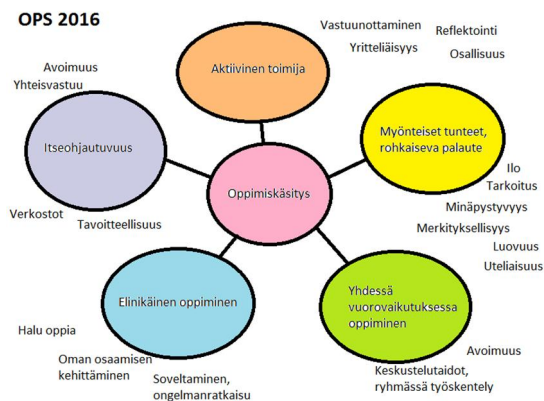 OPS 2016
Vastuunottaminen
Reflektointi
Yritteliäisyys
Osallisuus
Aktiivinen toimija
Avoimuus
Yhteisvastuu
Itseohjautuvuus
Verkostot
Tavoitteellisuus
Myönteiset tunteet,
rohkaiseva palaute
Ilo
Tarkoitus
Minäpystyvyys
Merkityksellisyys
Luovuus
Uteliaisuus
Oppimiskäsitys
Elinikäinen oppiminen
Halu oppia
Oman osaamisen
kehittäminen
Soveltaminen,
ongelmanratkaisu
Yhdessä
vuorovaikutuksessa
oppiminen
Avoimuus
Keskustelutaidot,
ryhmässä työskentely